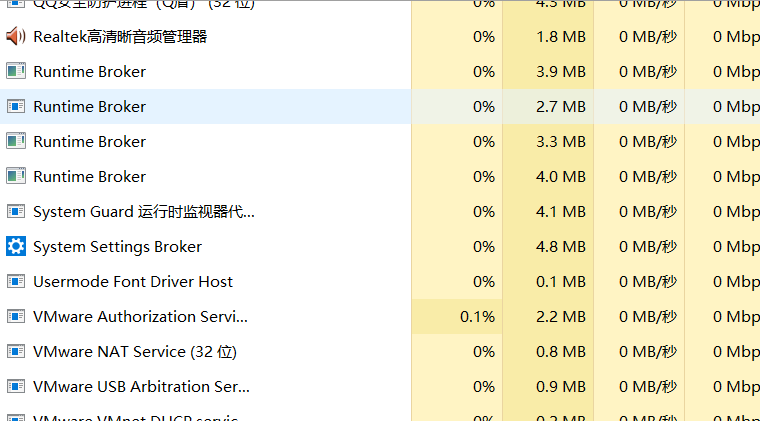 QQ安全防护进程（Q盾） (32 位) 0% 4.3 MB 0 MB/秒 0 Mbp
Realtek高清晰音频管理器 0% 1.8 MB 0 MB/秒 0 Mbp
Runtime Broker 0% 3.9 MB 0 MB/秒 0 Mbp
Runtime Broker 0% 2.7 MB 0 MB/秒 0 Mbp
Runtime Broker 0% 3.3 MB 0 MB/秒 0 Mbp
Runtime Broker 0% 4.0 MB 0 MB/秒 0 Mbp
System Guard 运行时监视器代... 0% 4.1 MB 0 MB/秒 0 Mbp
System Settings Broker 0% 4.8 MB 0 MB/秒 0 Mbp
Usermode Font Driver Host 0% 0.1 MB 0 MB/秒 0 Mbp
VMware Authorization Servi... 0.1% 2.2 MB 0 MB/秒 0 Mbp
VMware NAT Service (32 位) 0% 0.8 MB 0 MB/秒 0 Mbp
VMware USB Arbitration Ser... 0% 0.9 MB 0 MB/秒 0 Mbp
VMware VMnet DHCP servic... 0% MB 0 MB/秒 0 Mbp